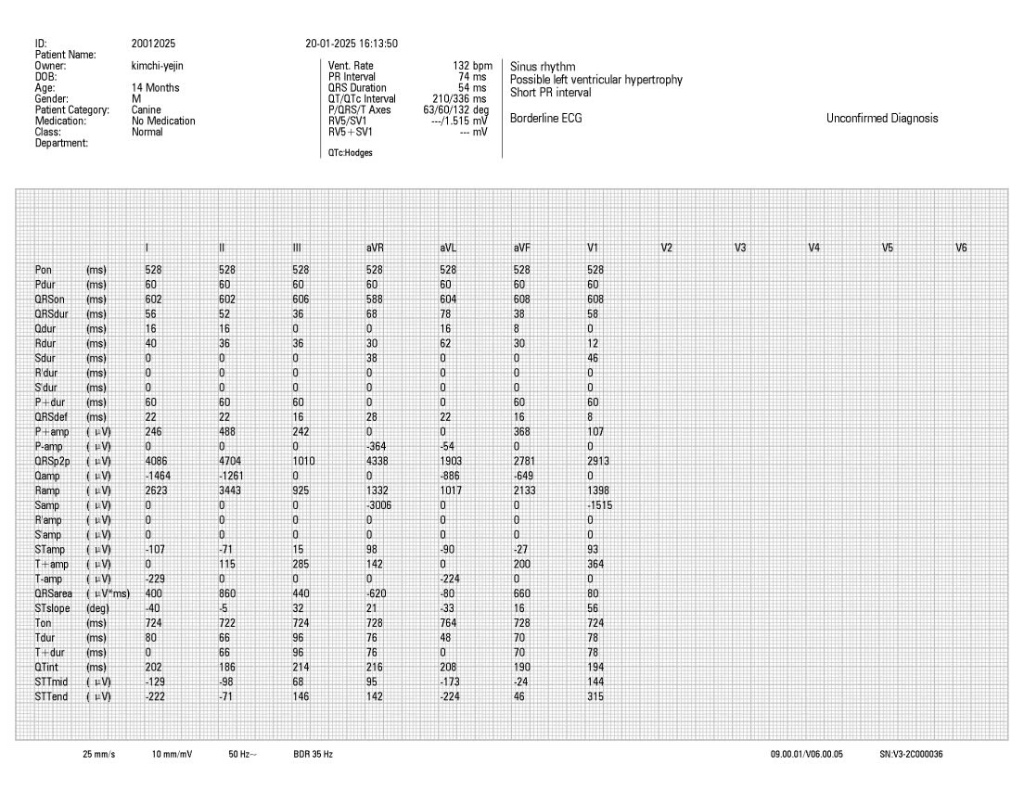 ID: 20012025 20-01-2025 16:13:50
Patient Name:
Owner: kimchi-yejin Vent. Rate 132 bpm Sinus rhythm
DOB: PR Interval 74 ms Possible left ventricular hypertrophy
Age: 14 Months QRS Duration 54 ms Short PR interval
Gender: M QT/QTc Interval 210/336 ms
Patient Category: Canine P/QRS/T Axes 63/60/132 deg
Medication: No Medication RV5/SV1 ---/1.515 mV Borderline ECG Unconfirmed Diagnosis
Class: Normal RV5+SV1 --- mV
Department:
QTc:Hodges
I II III aVR aVL aVF V1 V2 V3 V4 V5 V6
Pon (ms) 528 528 528 528 528 528 528
Pdur (ms) 60 60 60 60 60 60 60
QRSon (ms) 602 602 606 588 604 608 608
QRSdur (ms) 56 52 36 68 78 38 58
Qdur (ms) 16 16 0 0 16 8 0
Rdur (ms) 40 36 36 30 62 30 12
Sdur (ms) 0 0 0 38 0 0 46
R'dur (ms) 0 0 0 0 0 0 0
S'dur (ms) 0 0 0 0 0 0 0
P+dur (ms) 60 60 60 0 0 60 60
QRSdef (ms) 22 22 16 28 22 16 8
P+amp (μV) 246 488 242 0 0 368 107
P-amp (μV) 0 0 0 -364 -54 0 0
QRSp2p (μV) 4086 4704 1010 4338 1903 2781 2913
Qamp (μV) -1464 -1261 0 0 -886 -649 0
Ramp (μV) 2623 3443 925 1332 1017 2133 1398
Samp (μV) 0 0 0 -3006 0 0 -1515
R'amp (μV) 0 0 0 0 0 0 0
S'amp (μV) 0 0 0 0 0 0 0
STamp (μV) -107 -71 15 98 -90 -27 93
T+amp (μV) 0 115 285 142 0 200 364
T-amp (μV) -229 0 0 0 -224 0 0
QRSarea (μV*ms) 400 860 440 -620 -80 660 80
STslope (deg) -40 -5 32 21 -33 16 56
Ton (ms) 724 722 724 728 764 728 724
Tdur (ms) 80 66 96 76 48 70 78
T+dur (ms) 0 66 96 76 0 70 78
QTint (ms) 202 186 214 216 208 190 194
STTmid (μV) -129 -98 68 95 -173 -24 144
STTend (μV) -222 -71 146 142 -224 46 315
25 mm/s 10 mm/mV 50 Hz~ BDR 35 Hz 09.00.01/V06.00.05 SN:V3-2C000036